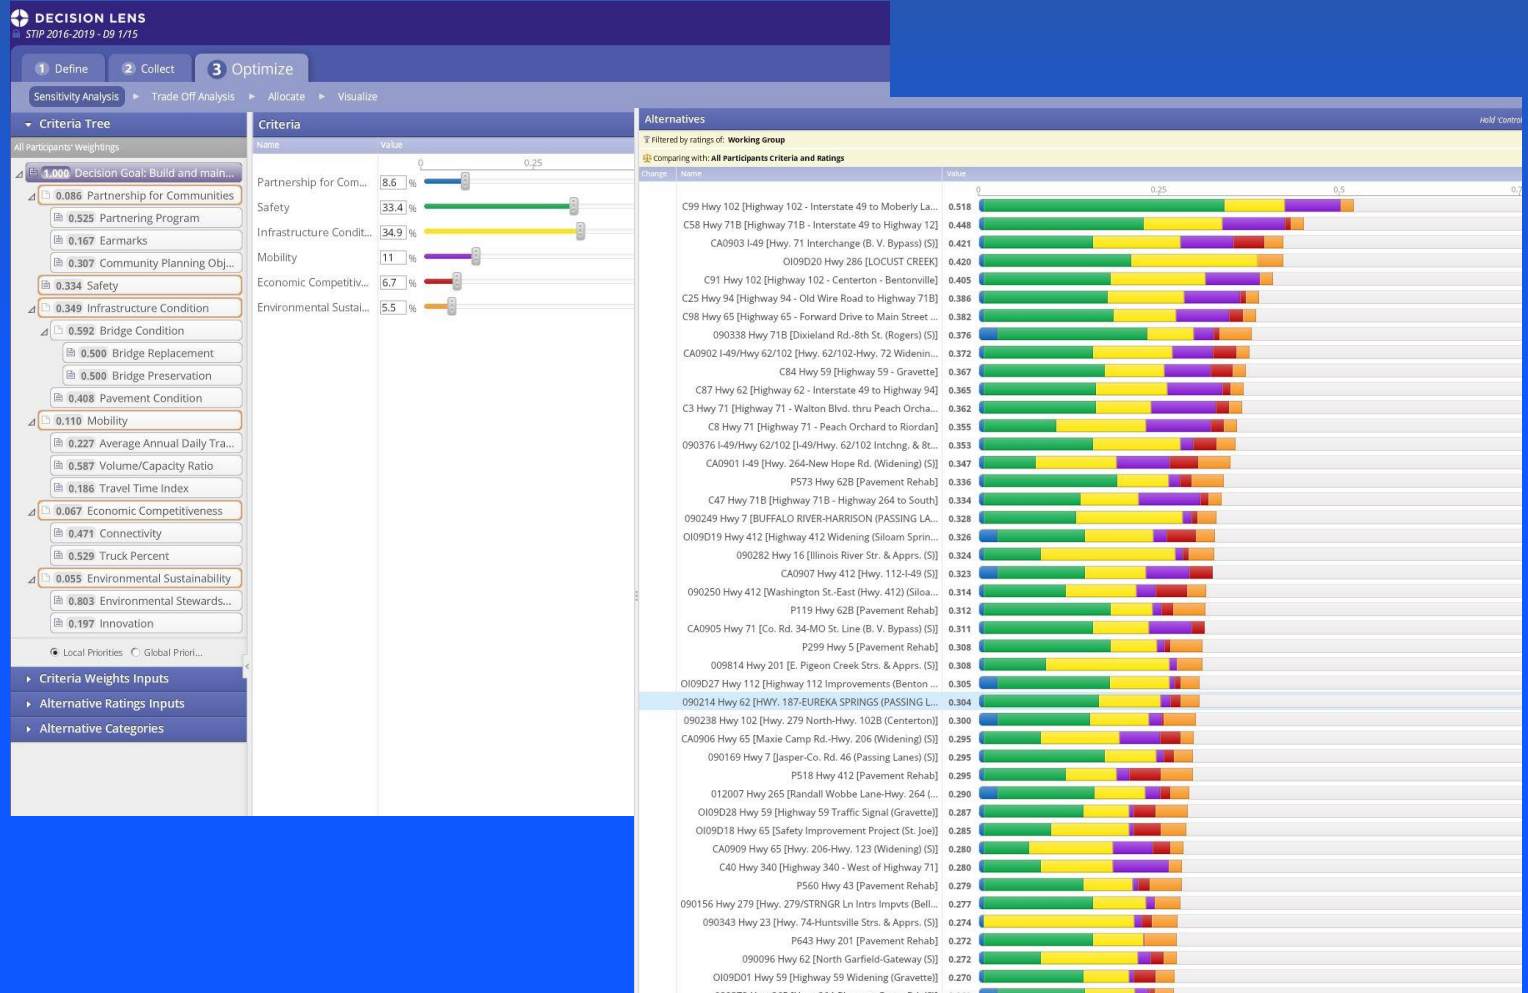 DECISION LENS
STIP 2016-2019 - D9 1/15
1 Define
2 Collect
3 Optimize
Sensitivity Analysis
Trade Off Analysis
Allocate
Visualize
Criteria Tree
All Participants' Weightings
1.000 Decision Goal: Build and main...
0.086 Partnership for Communities
0.525 Partnering Program
0.167 Earmarks
0.307 Community Planning Obj...
0.334 Safety
0.349 Infrastructure Condition
0.592 Bridge Condition
0.500 Bridge Replacement
0.500 Bridge Preservation
0.408 Pavement Condition
0.110 Mobility
0.227 Average Annual Daily Tra...
0.587 Volume/Capacity Ratio
0.186 Travel Time Index
0.067 Economic Competitiveness
0.471 Connectivity
0.529 Truck Percent
0.055 Environmental Sustainability
0.803 Environmental Stewards...
0.197 Innovation
Local Priorities Global Priori...
Criteria Weights Inputs
Alternative Ratings Inputs
Alternative Categories
Criteria
Name Value
0 0.25
Partnership for Com... 8.6 %
Safety 33.4 %
Infrastructure Condit... 34.9 %
Mobility 11 %
Economic Competitiv... 6.7 %
Environmental Sustai... 5.5 %
Alternatives Hold 'Control
Filtered by ratings of: Working Group
Comparing with: All Participants Criteria and Ratings
Change Name Value
0 0.25 0.5 0.7
C99 Hwy 102 [Highway 102 - Interstate 49 to Moberly La... 0.518
C58 Hwy 71B [Highway 71B - Interstate 49 to Highway 12] 0.448
CA0903 I-49 [Hwy. 71 Interchange (B. V. Bypass) (S)] 0.421
OI09D20 Hwy 286 [LOCUST CREEK] 0.420
C91 Hwy 102 [Highway 102 - Centerton - Bentonville] 0.405
C25 Hwy 94 [Highway 94 - Old Wire Road to Highway 71B] 0.386
C98 Hwy 65 [Highway 65 - Forward Drive to Main Street ... 0.382
090338 Hwy 71B [Dixieland Rd.-8th St. (Rogers) (S)] 0.376
CA0902 I-49/Hwy 62/102 [Hwy. 62/102-Hwy. 72 Widenin... 0.372
C84 Hwy 59 [Highway 59 - Gravette] 0.367
C87 Hwy 62 [Highway 62 - Interstate 49 to Highway 94] 0.365
C3 Hwy 71 [Highway 71 - Walton Blvd. thru Peach Orcha... 0.362
C8 Hwy 71 [Highway 71 - Peach Orchard to Riordan] 0.355
090376 I-49/Hwy 62/102 [I-49/Hwy. 62/102 Intchng. & 8t... 0.353
CA0901 I-49 [Hwy. 264-New Hope Rd. (Widening) (S)] 0.347
P573 Hwy 62B [Pavement Rehab] 0.336
C47 Hwy 71B [Highway 71B - Highway 264 to South] 0.334
090249 Hwy 7 [BUFFALO RIVER-HARRISON (PASSING LA... 0.328
OI09D19 Hwy 412 [Highway 412 Widening (Siloam Sprin... 0.326
090282 Hwy 16 [Illinois River Str. & Apprs. (S)] 0.324
CA0907 Hwy 412 [Hwy. 112-I-49 (S)] 0.323
090250 Hwy 412 [Washington St.-East (Hwy. 412) (Siloa... 0.314
P119 Hwy 62B [Pavement Rehab] 0.312
CA0905 Hwy 71 [Co. Rd. 34-MO St. Line (B. V. Bypass) (S)] 0.311
P299 Hwy 5 [Pavement Rehab] 0.308
009814 Hwy 201 [E. Pigeon Creek Strs. & Apprs. (S)] 0.308
OI09D27 Hwy 112 [Highway 112 Improvements (Benton ... 0.305
090214 Hwy 62 [HWY. 187-EUREKA SPRINGS (PASSING L... 0.304
090238 Hwy 102 [Hwy. 279 North-Hwy. 102B (Centerton)] 0.300
CA0906 Hwy 65 [Maxie Camp Rd.-Hwy. 206 (Widening) (S)] 0.295
090169 Hwy 7 [Jasper-Co. Rd. 46 (Passing Lanes) (S)] 0.295
P518 Hwy 412 [Pavement Rehab] 0.295
012007 Hwy 265 [Randall Wobbe Lane-Hwy. 264 (... 0.290
OI09D28 Hwy 59 [Highway 59 Traffic Signal (Gravette)] 0.287
OI09D18 Hwy 65 [Safety Improvement Project (St. Joe)] 0.285
CA0909 Hwy 65 [Hwy. 206-Hwy. 123 (Widening) (S)] 0.280
C40 Hwy 340 [Highway 340 - West of Highway 71] 0.280
P560 Hwy 43 [Pavement Rehab] 0.279
090156 Hwy 279 [Hwy. 279/STRNGR Ln Intrs Impvts (Bell... 0.277
090343 Hwy 23 [Hwy. 74-Huntsville Strs. & Apprs. (S)] 0.274
P643 Hwy 201 [Pavement Rehab] 0.272
090096 Hwy 62 [North Garfield-Gateway (S)] 0.272
OI09D01 Hwy 59 [Highway 59 Widening (Gravette)] 0.270